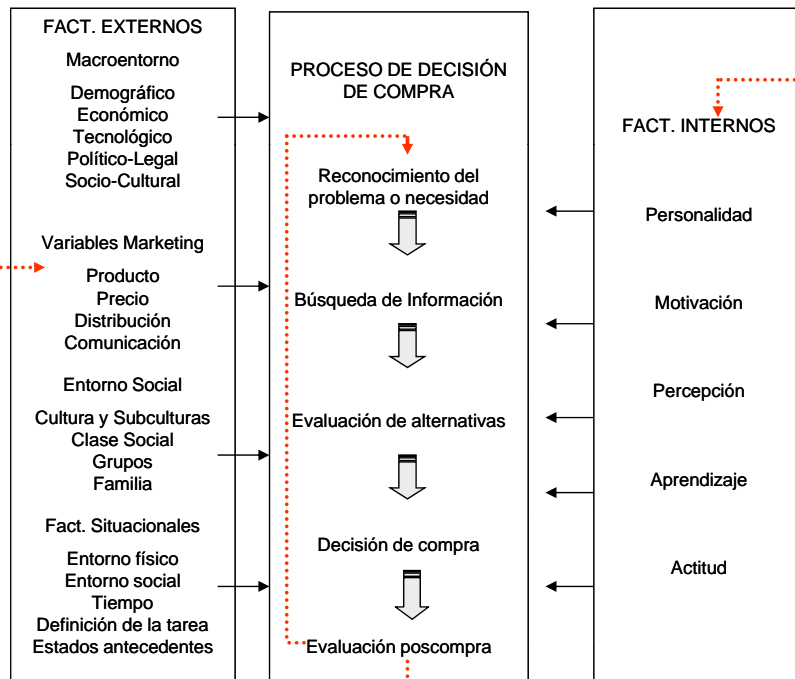 FACT. EXTERNOS
Macroentorno
Demográfico
Económico
Tecnológico
Político-Legal
Socio-Cultural
Variables Marketing
Producto
Precio
Distribución
Comunicación
Entorno Social
Cultura y Subculturas
Clase Social
Grupos
Familia
Fact. Situacionales
Entorno físico
Entorno social
Tiempo
Definición de la tarea
Estados antecedentes
PROCESO DE DECISIÓN
DE COMPRA
Reconocimiento del
problema o necesidad
Búsqueda de Información
Evaluación de alternativas
Decisión de compra
Evaluación poscompra
FACT. INTERNOS
Personalidad
Motivación
Percepción
Aprendizaje
Actitud